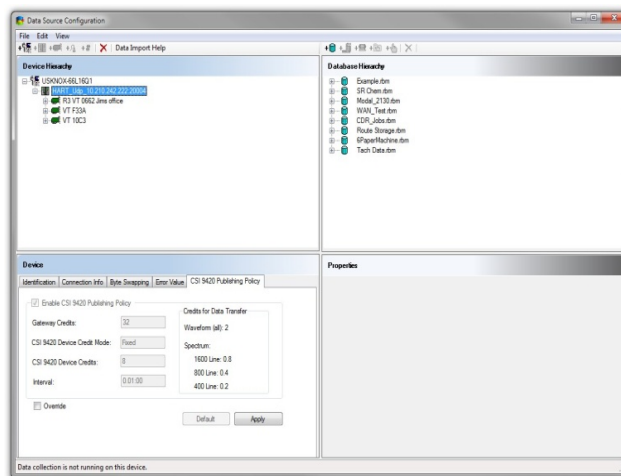 Data Source Configuration
File Edit View
Data Import Help
Device Hierarchy
USKNOX-66L16Q1
HART_Udp_10.210.242.222:20004
R3 VT 0662 Jims office
VT F33A
VT 10C3
Database Hierarchy
Example.rbm
SR Chem.rbm
Modal_2130.rbm
WAN_Test.rbm
CDR_Jobs.rbm
Route Storage.rbm
6PaperMachine.rbm
Tach Data.rbm
Device
Identification Connection Info Byte Swapping Error Value CSI 9420 Publishing Policy
Enable CSI 9420 Publishing Policy
Gateway Credits: 32
CSI 9420 Device Credit Mode: Fixed
CSI 9420 Device Credits: 8
Interval: 0.01:00
Credits for Data Transfer
Waveform (all): 2
Spectrum:
1600 Line: 0.8
800 Line: 0.4
400 Line: 0.2
Override
Default Apply
Properties
Data collection is not running on this device.